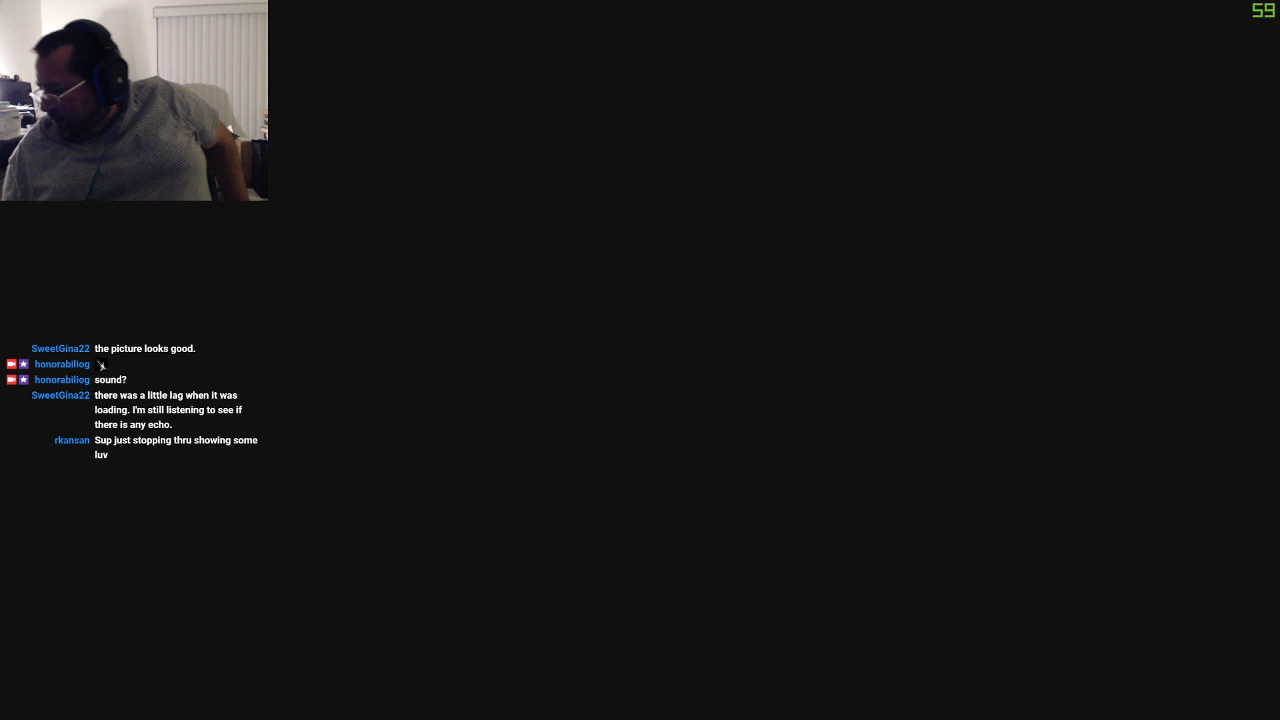 59
SweetGina22 the picture looks good.
honorabiliog
honorabiliog sound?
SweetGina22 there was a little lag when it was
loading. I'm still listening to see if
there is any echo.
rkansan Sup just stopping thru showing some
luv